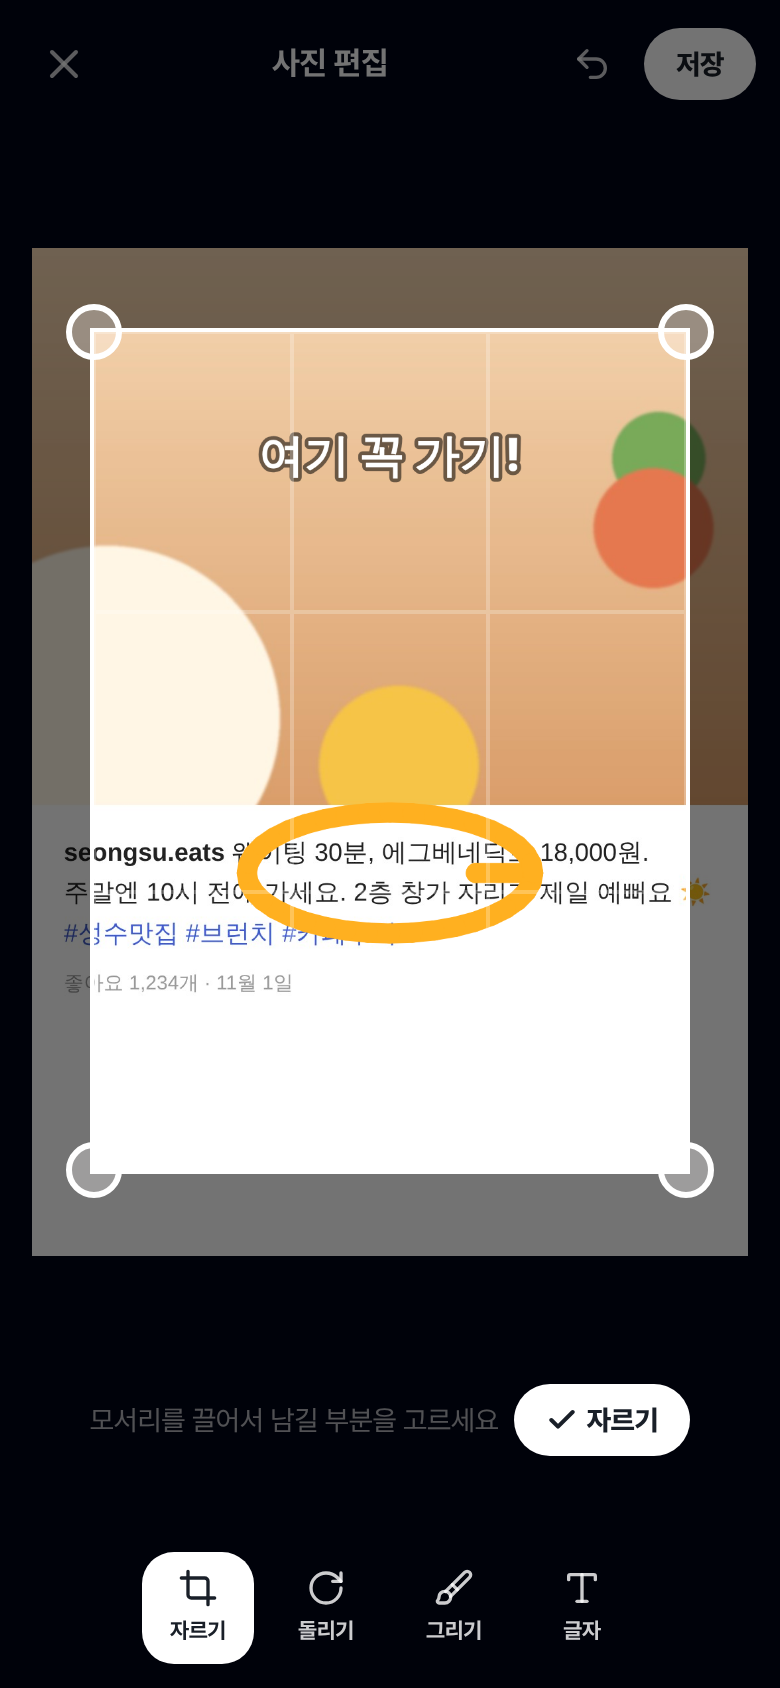 사진 편집
저장
여기 꼭 가기!
seongsu.eats 웨이팅 30분, 에그베네딕트 18,000원.
주말엔 10시 전에 가세요. 2층 창가 자리가 제일 예뻐요 ☀️
#성수맛집 #브런치
좋아요 1,234개 · 11월 1일
모서리를 끌어서 남길 부분을 고르세요
자르기
자르기
돌리기
그리기
글자